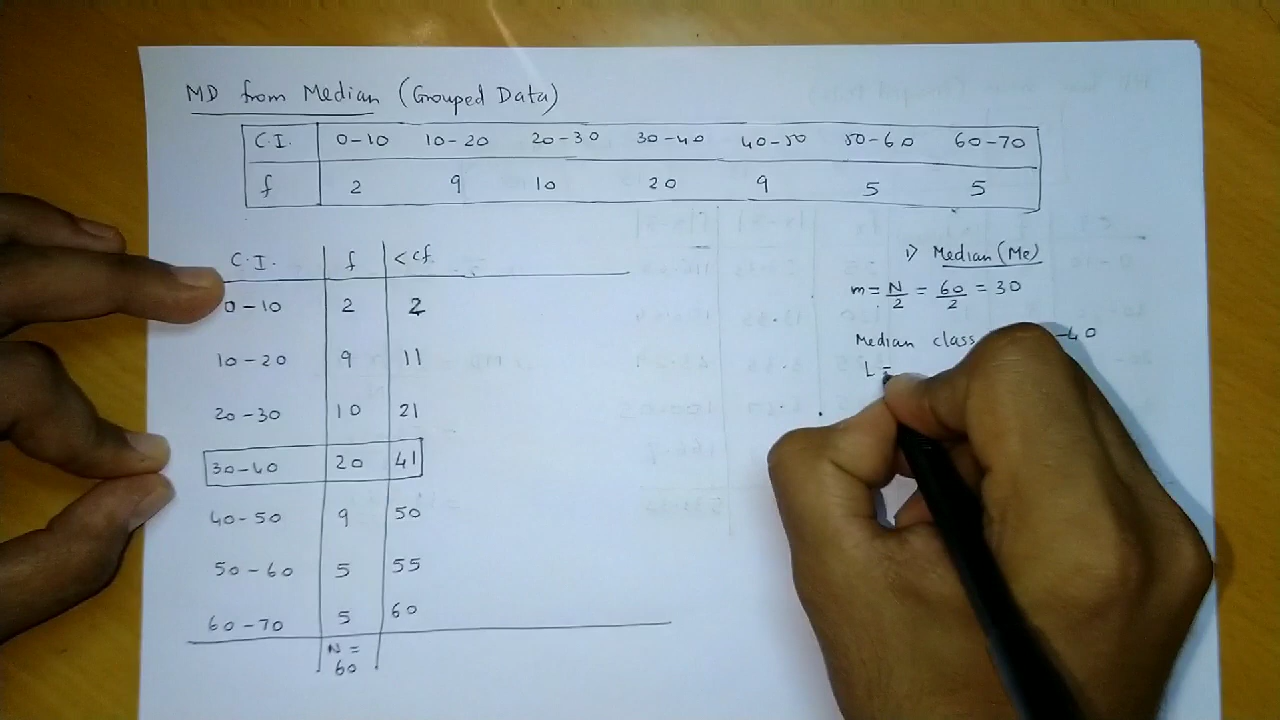 MD from Median (Grouped Data)
C.I. 0-10 10-20 20-30 30-40 40-50 50-60 60-70
f 2 9 10 20 9 5 5
C.I. f <cf.
0-10 2 2
10-20 9 11
20-30 10 21
30-40 20 41
40-50 9 50
50-60 5 55
60-70 5 60
N =
60
i) Median (Me)
m = N/2 = 60/2 = 30
Median class -40
L =